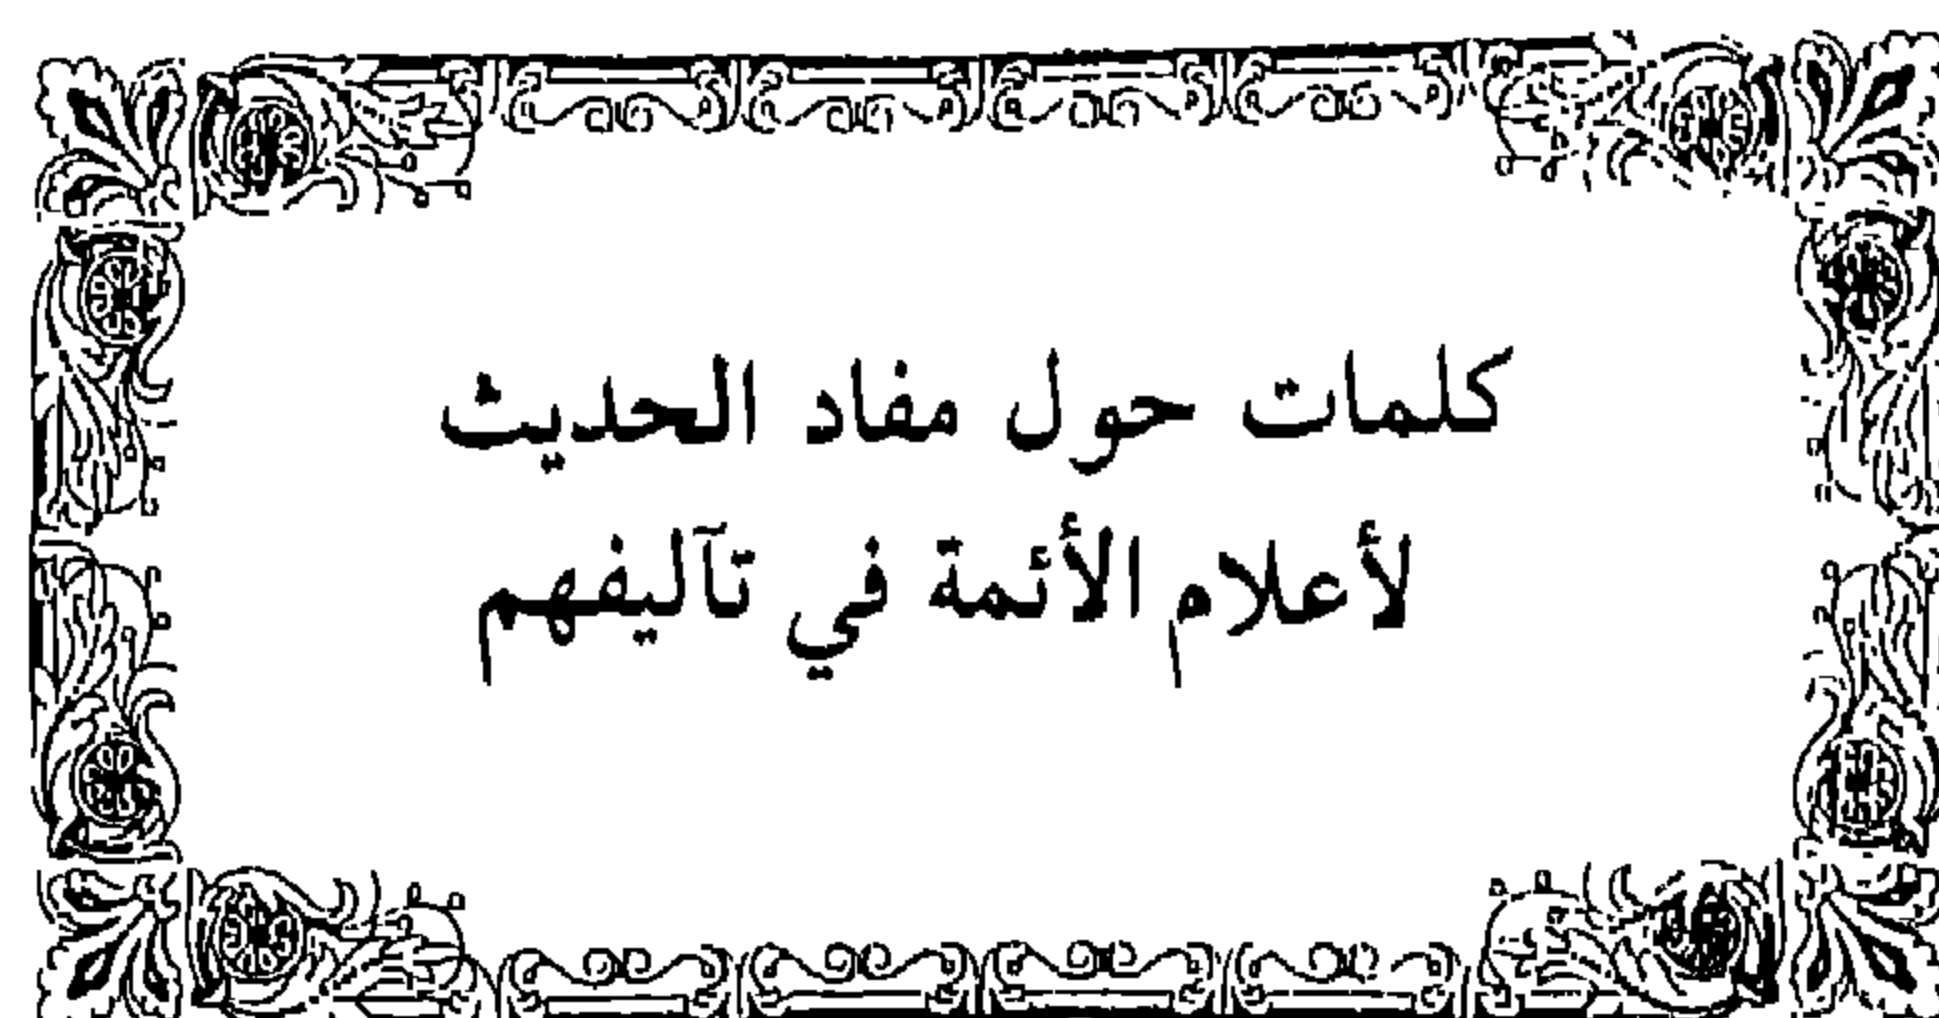 كلمات حول مفاد الحديث
لأعلام الأئمة في تآليفهم